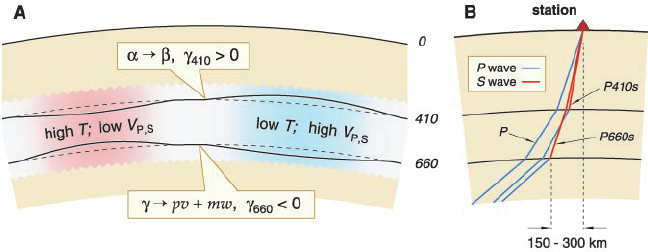 A
α → β, γ410 > 0
high T; low VP,S
low T; high VP,S
γ → pv + mw, γ660 < 0
0
410
660
B
station
P wave
S wave
P410s
P
P660s
150 - 300 km